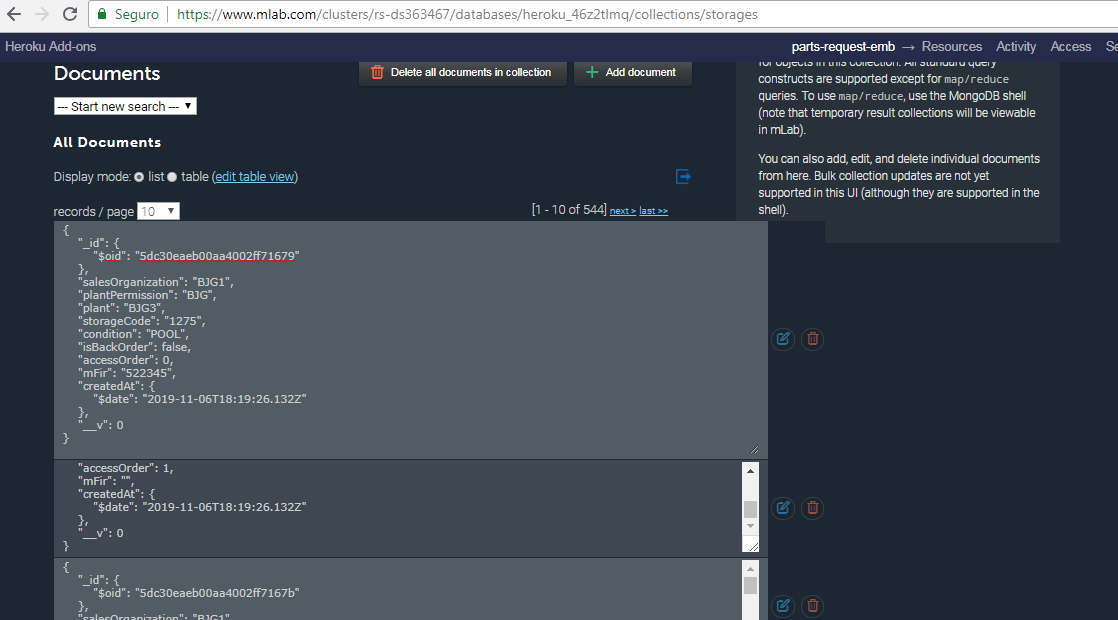 Seguro https://www.mlab.com/clusters/rs-ds363467/databases/heroku_46z2tlmq/collections/storages
Heroku Add-ons
parts-request-emb → Resources Activity Access Se
Documents
Delete all documents in collection
Add document
--- Start new search ---
All Documents
Display mode: list table (edit table view)
records / page 10
[1 - 10 of 544] next > last >>
for objects in this collection. All standard query
constructs are supported except for map/reduce
queries. To use map/reduce, use the MongoDB shell
(note that temporary result collections will be viewable
in mLab).
You can also add, edit, and delete individual documents
from here. Bulk collection updates are not yet
supported in this UI (although they are supported in the
shell).
{
"_id": {
"$oid": "5dc30eaeb00aa4002ff71679"
},
"salesOrganization": "BJG1",
"plantPermission": "BJG",
"plant": "BJG3",
"storageCode": "1275",
"condition": "POOL",
"isBackOrder": false,
"accessOrder": 0,
"mFir": "522345",
"createdAt": {
"$date": "2019-11-06T18:19:26.132Z"
},
"__v": 0
}
"accessOrder": 1,
"mFir": "",
"createdAt": {
"$date": "2019-11-06T18:19:26.132Z"
},
"__v": 0
}
{
"_id": {
"$oid": "5dc30eaeb00aa4002ff7167b"
},
"salesOrganization": "BJG1",